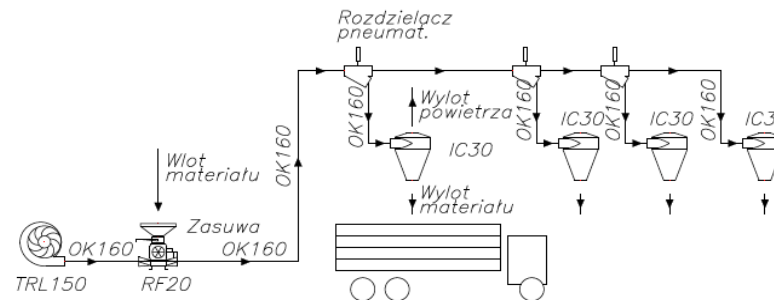 Rozdzielacz
pneumat.
OK160
OK160
OK160
OK160
OK160
Wylot
powietrza
IC30
IC30
IC30
IC3
Wlot
materiału
Wylot
materiału
Zasuwa
OK160
OK160
TRL150
RF20